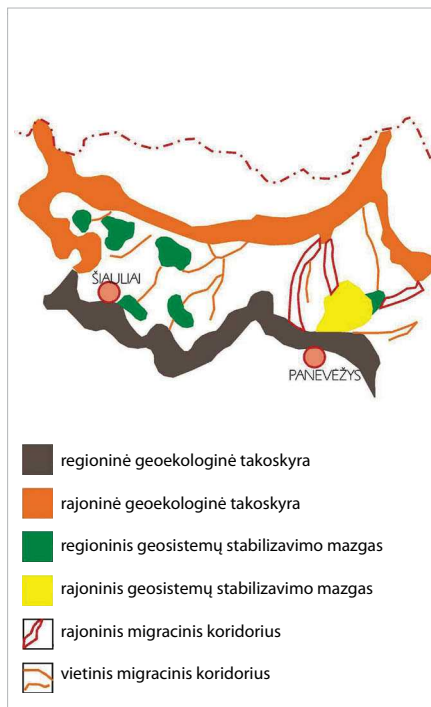 ŠIAULIAI
PANEVĖŽYS
regioninė geoekologinė takoskyra
rajoninė geoekologinė takoskyra
regioninis geosistemų stabilizavimo mazgas
rajoninis geosistemų stabilizavimo mazgas
rajoninis migracinis koridorius
vietinis migracinis koridorius